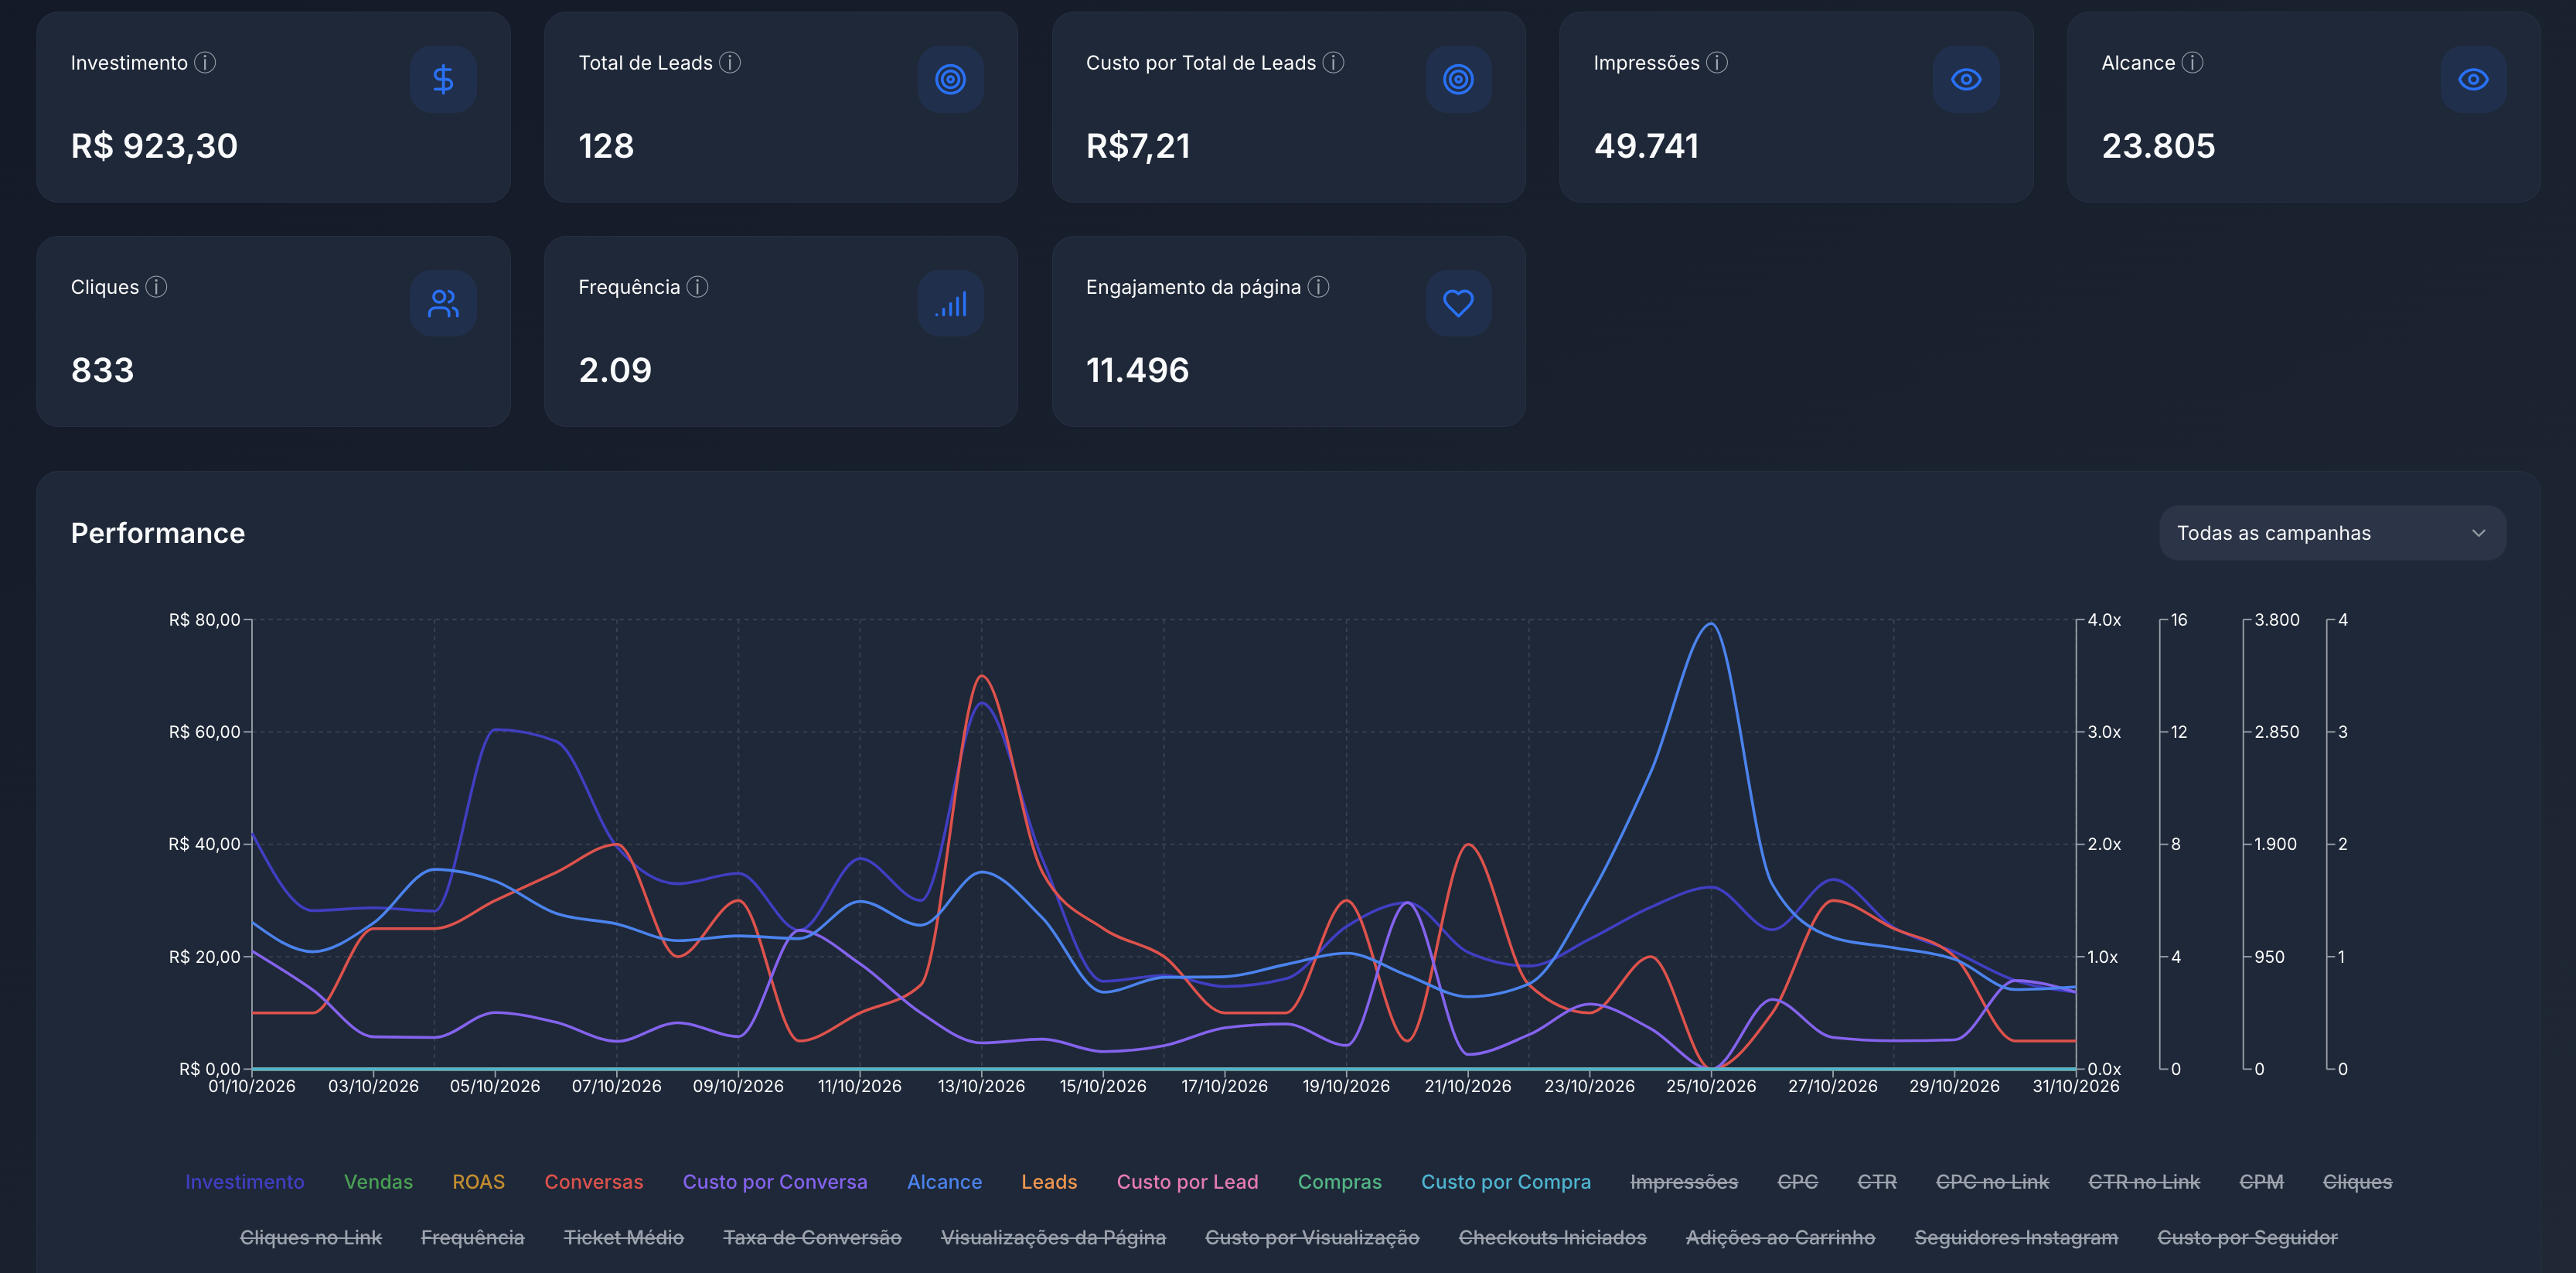 Investimento ⓘ
Total de Leads ⓘ
Custo por Total de Leads ⓘ
Impressões ⓘ
Alcance ⓘ
R$ 923,30
128
R$7,21
49.741
23.805
Cliques ⓘ
Frequência ⓘ
Engajamento da página ⓘ
833
2.09
11.496
Performance
Todas as campanhas
R$ 80,00
R$ 60,00
R$ 40,00
R$ 20,00
R$ 0,00
4.0x 16 3.800 4
3.0x 12 2.850 3
2.0x 8 1.900 2
1.0x 4 950 1
0.0x 0 0 0
01/10/2026 03/10/2026 05/10/2026 07/10/2026 09/10/2026 11/10/2026 13/10/2026 15/10/2026 17/10/2026 19/10/2026 21/10/2026 23/10/2026 25/10/2026 27/10/2026 29/10/2026 31/10/2026
Investimento Vendas ROAS Conversas Custo por Conversa Alcance Leads Custo por Lead Compras Custo por Compra Impressões CPC CTR CPC no Link CTR no Link CPM Cliques
Cliques no Link Frequência Ticket Médio Taxa de Conversão Visualizações da Página Custo por Visualização Checkouts Iniciados Adições ao Carrinho Seguidores Instagram Custo por Seguidor